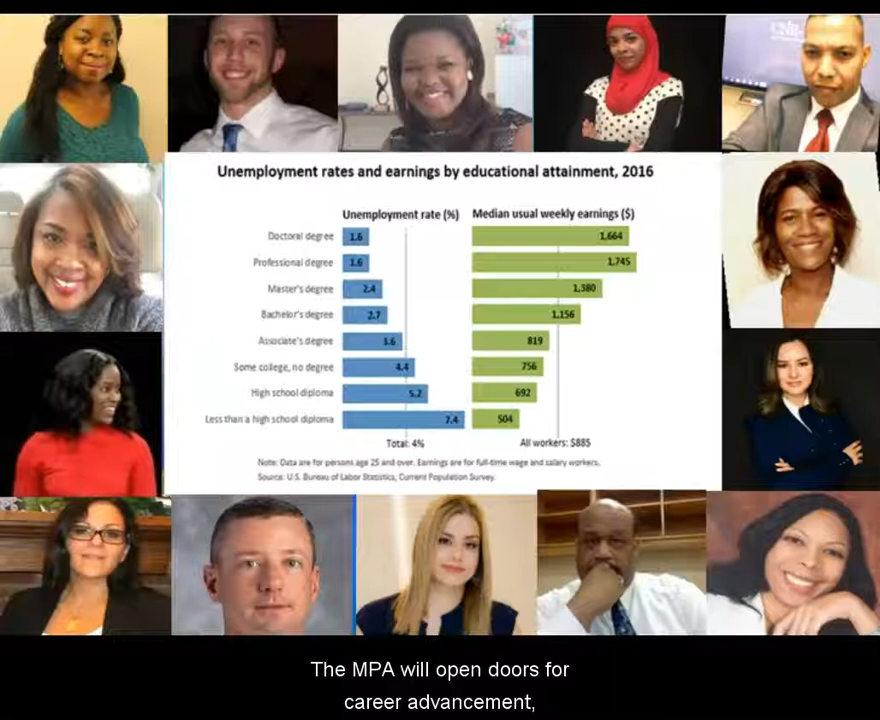 Unemployment rates and earnings by educational attainment, 2016
Unemployment rate (%) Median usual weekly earnings ($)
Doctoral degree 1.6 1,664
Professional degree 1.6 1,745
Master's degree 2.4 1,380
Bachelor's degree 2.7 1,156
Associate's degree 3.6 819
Some college, no degree 4.4 756
High school diploma 5.2 692
Less than a high school diploma 7.4 504
Total: 4% All workers: $885
Note: Data are for persons age 25 and over. Earnings are for full-time wage and salary workers.
Source: U.S. Bureau of Labor Statistics, Current Population Survey.
The MPA will open doors for
career advancement,